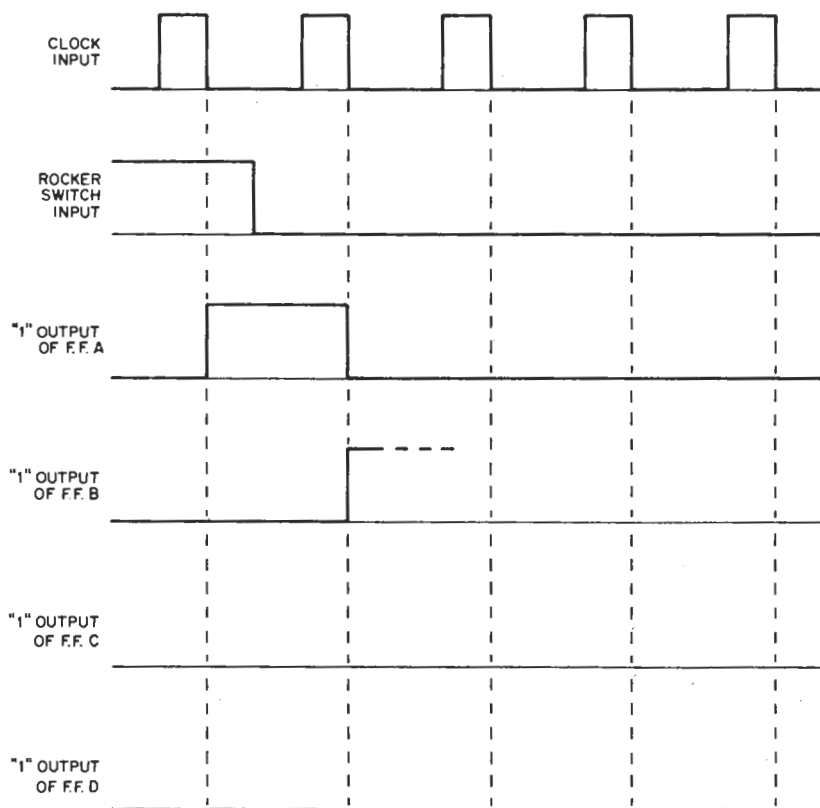 CLOCK
INPUT
ROCKER
SWITCH
INPUT
"1" OUTPUT
OF F.F. A
"1" OUTPUT
OF F.F. B
"1" OUTPUT
OF F.F. C
"1" OUTPUT
OF F.F. D